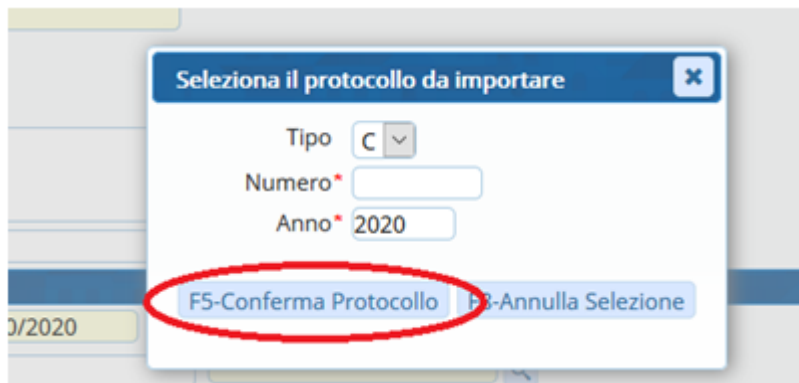 Seleziona il protocollo da importare
Tipo C
Numero*
Anno* 2020
F5-Conferma Protocollo -Annulla Selezione
0/2020